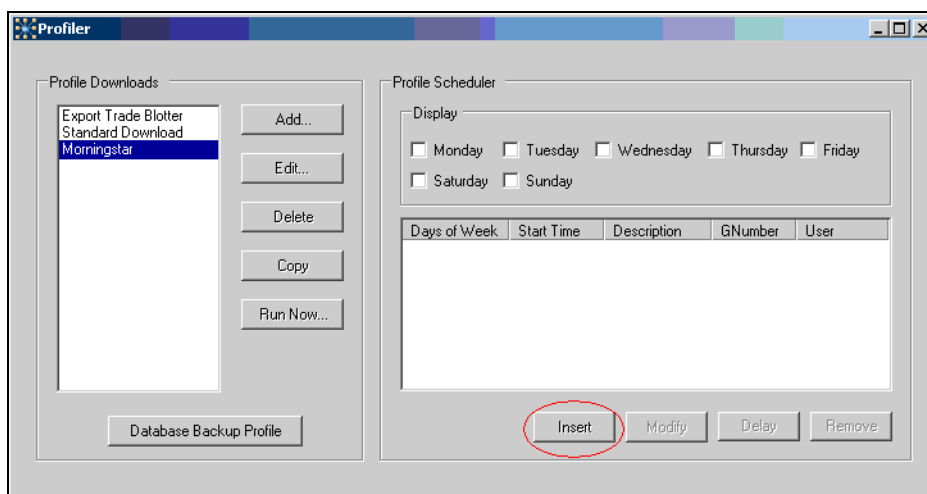 Profiler
Profile Downloads
Export Trade Blotter
Standard Download
Morningstar
Add...
Edit...
Delete
Copy
Run Now...
Database Backup Profile
Profile Scheduler
Display
Monday Tuesday Wednesday Thursday Friday
Saturday Sunday
Days of Week Start Time Description GNumber User
Insert Modify Delay Remove